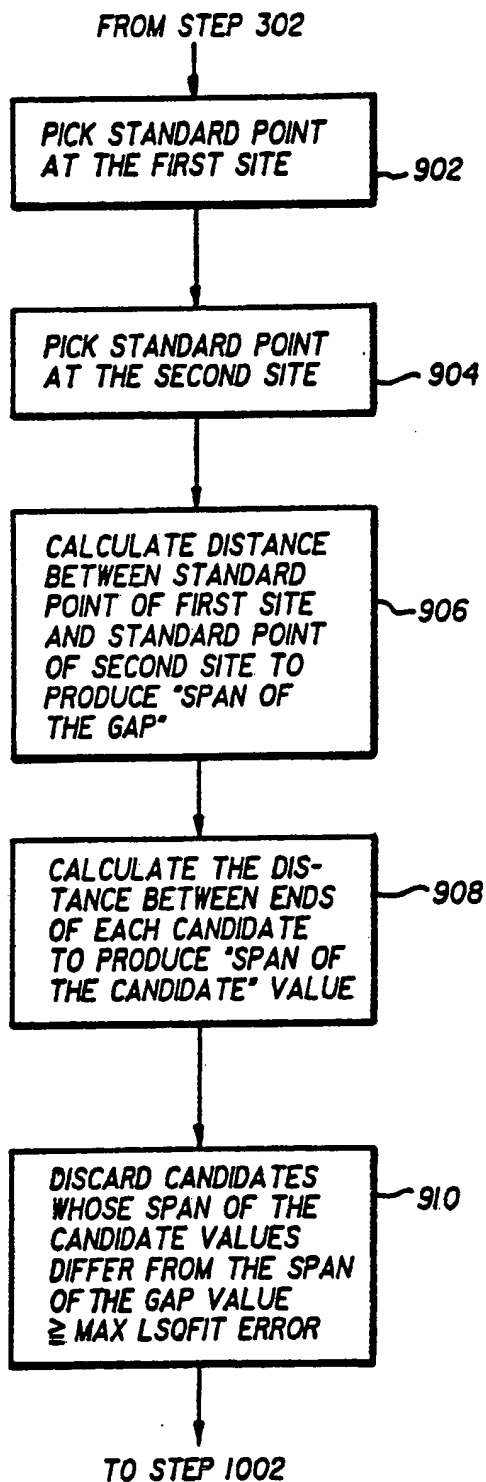 FROM STEP 302
PICK STANDARD POINT
AT THE FIRST SITE
902
PICK STANDARD POINT
AT THE SECOND SITE
904
CALCULATE DISTANCE
BETWEEN STANDARD
POINT OF FIRST SITE
AND STANDARD POINT
OF SECOND SITE TO
PRODUCE "SPAN OF
THE GAP"
906
CALCULATE THE DIS-
TANCE BETWEEN ENDS
OF EACH CANDIDATE
TO PRODUCE "SPAN OF
THE CANDIDATE" VALUE
908
DISCARD CANDIDATES
WHOSE SPAN OF THE
CANDIDATE VALUES
DIFFER FROM THE SPAN
OF THE GAP VALUE
≧ MAX LSQFIT ERROR
910
TO STEP 1002